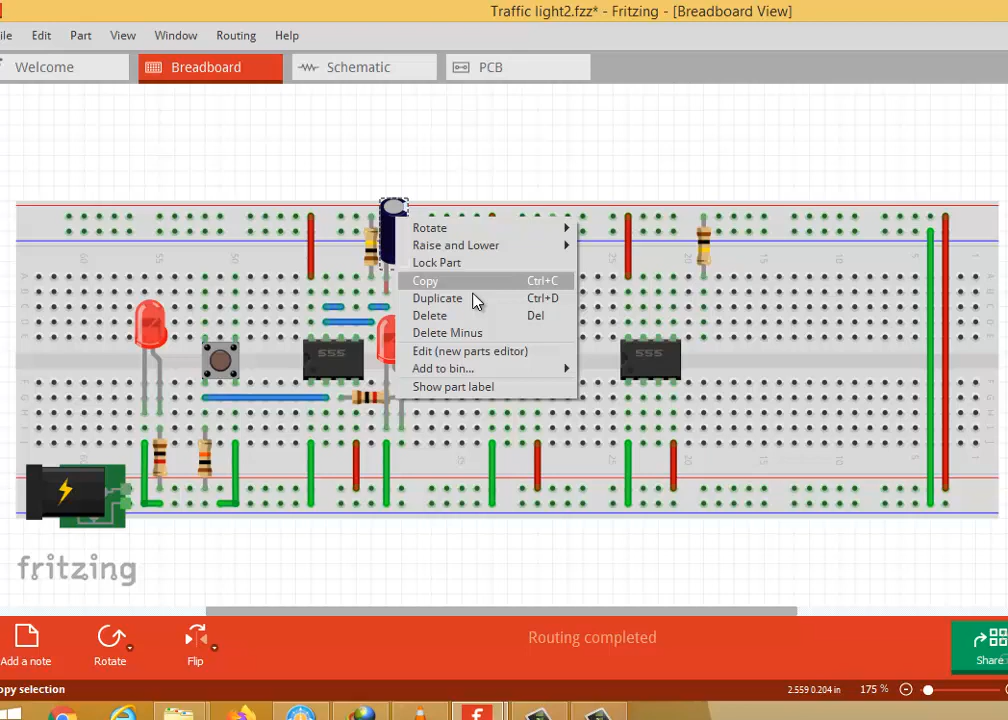 Traffic light2.fzz* - Fritzing - [Breadboard View]
ile Edit Part View Window Routing Help
Welcome Breadboard Schematic PCB
Rotate
Raise and Lower
Lock Part
Copy Ctrl+C
Duplicate Ctrl+D
Delete Del
Delete Minus
Edit (new parts editor)
Add to bin...
Show part label
555 555
fritzing
Routing completed
Add a note Rotate Flip Share
opy selection 2.559 0.204 in 175 %